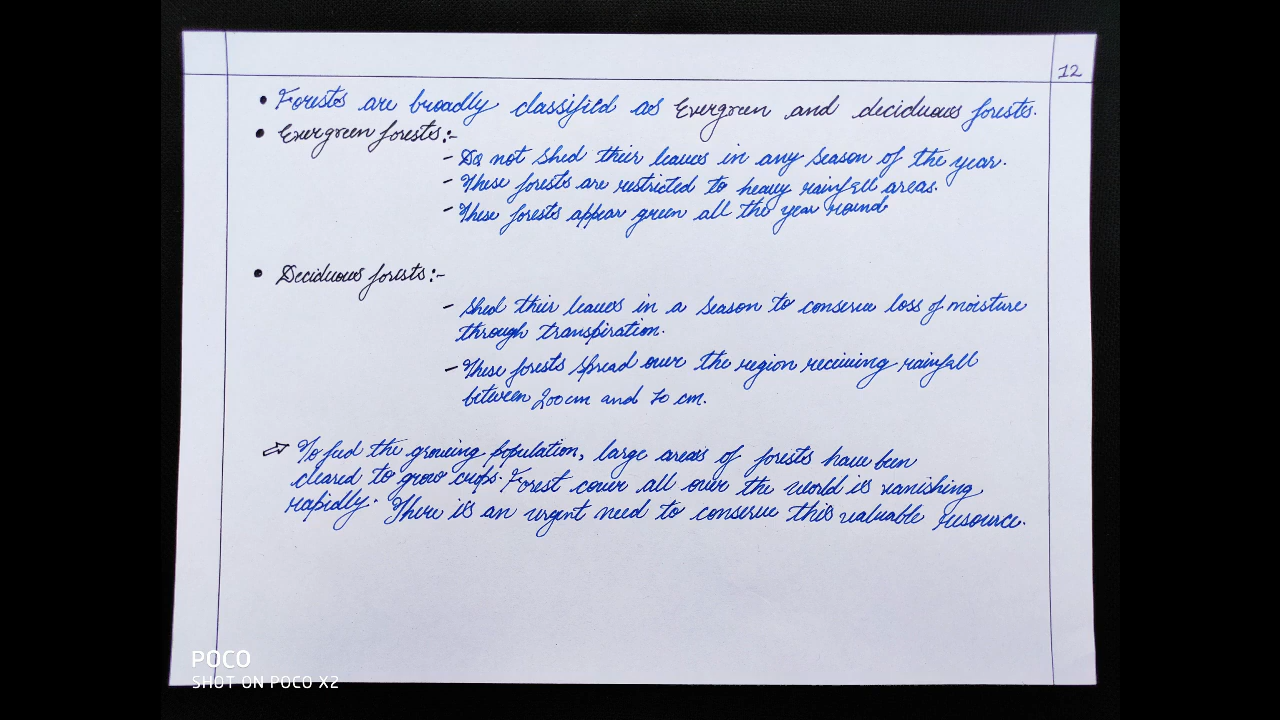 12
• Forests are broadly classified as Evergreen and deciduous forests.
• Evergreen forests:-
- Do not shed their leaves in any season of the year.
- These forests are restricted to heavy rainfall areas.
- These forests appear green all the year round
• Deciduous forests:-
- Shed their leaves in a season to conserve loss of moisture
through transpiration.
- These forests spread over the region receiving rainfall
between 200cm and 70 cm.
⇒ To feed the growing population, large areas of forests have been
cleared to grow crops. Forest cover all over the world is vanishing
rapidly. There is an urgent need to conserve this valuable resource.
POCO
SHOT ON POCO X2